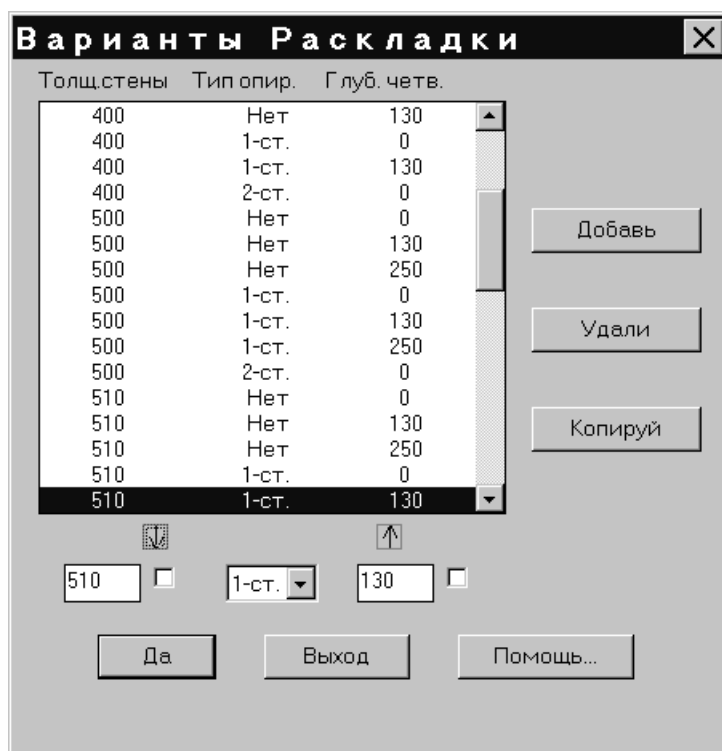 Варианты Раскладки
Толщ.стены Тип опир. Глуб. четв.
400 Нет 130
400 1-ст. 0
400 1-ст. 130
400 2-ст. 0
500 Нет 0
500 Нет 130
500 Нет 250
500 1-ст. 0
500 1-ст. 130
500 1-ст. 250
500 2-ст. 0
510 Нет 0
510 Нет 130
510 Нет 250
510 1-ст. 0
510 1-ст. 130
Добавь
Удали
Копируй
510 1-ст. 130
Да Выход Помощь...